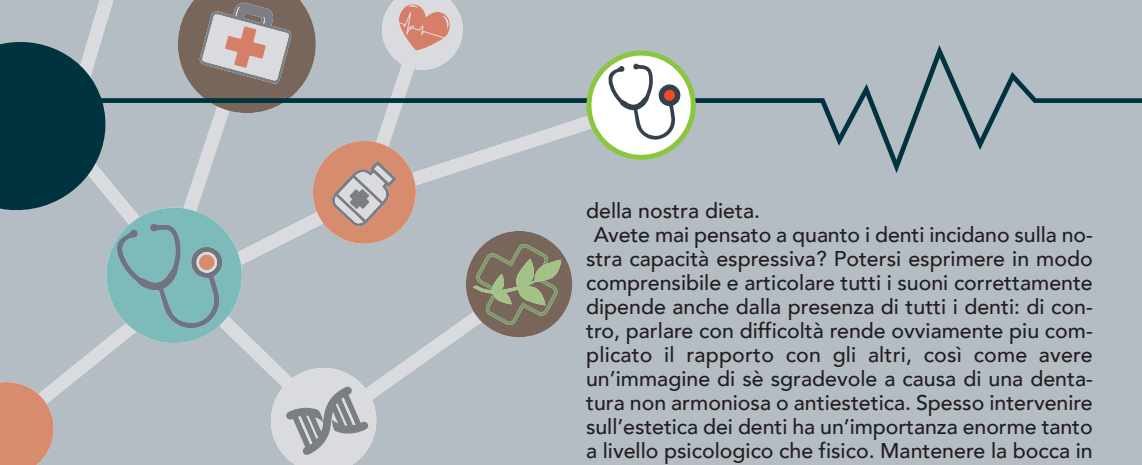 della nostra dieta.
Avete mai pensato a quanto i denti incidano sulla no-
stra capacità espressiva? Potersi esprimere in modo
comprensibile e articolare tutti i suoni correttamente
dipende anche dalla presenza di tutti i denti: di con-
tro, parlare con difficoltà rende ovviamente piu com-
plicato il rapporto con gli altri, così come avere
un'immagine di sè sgradevole a causa di una denta-
tura non armoniosa o antiestetica. Spesso intervenire
sull'estetica dei denti ha un'importanza enorme tanto
a livello psicologico che fisico. Mantenere la bocca in